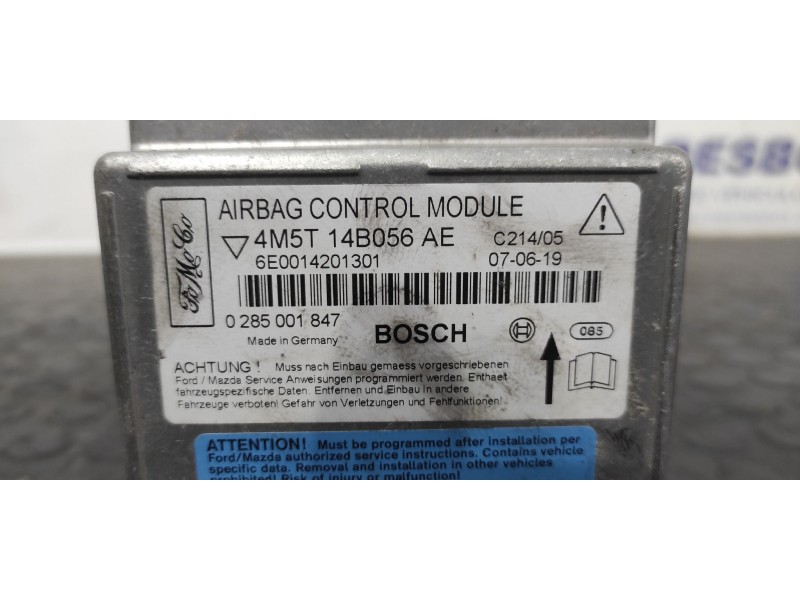 AIRBAG CONTROL MODULE
4M5T 14B056 AE
C214/05
6E0014201301
07-06-19
0 285 001 847
BOSCH
085
Made in Germany
FoMoCo
ACHTUNG! Muss nach Einbau gemaess vorgeschriebenen
Ford / Mazda Service Anweisungen programmiert werden. Enthaelt
fahrzeugspezifische Daten. Entfernen und Einbau in andere
Fahrzeuge verboten! Gefahr von Verletzungen und Fehlfunktionen!
ATTENTION! Must be programmed after installation per
Ford/Mazda authorized service instructions. Contains vehicle
specific data. Removal and installation in other vehicles
prohibited! Risk of injury or malfunction!